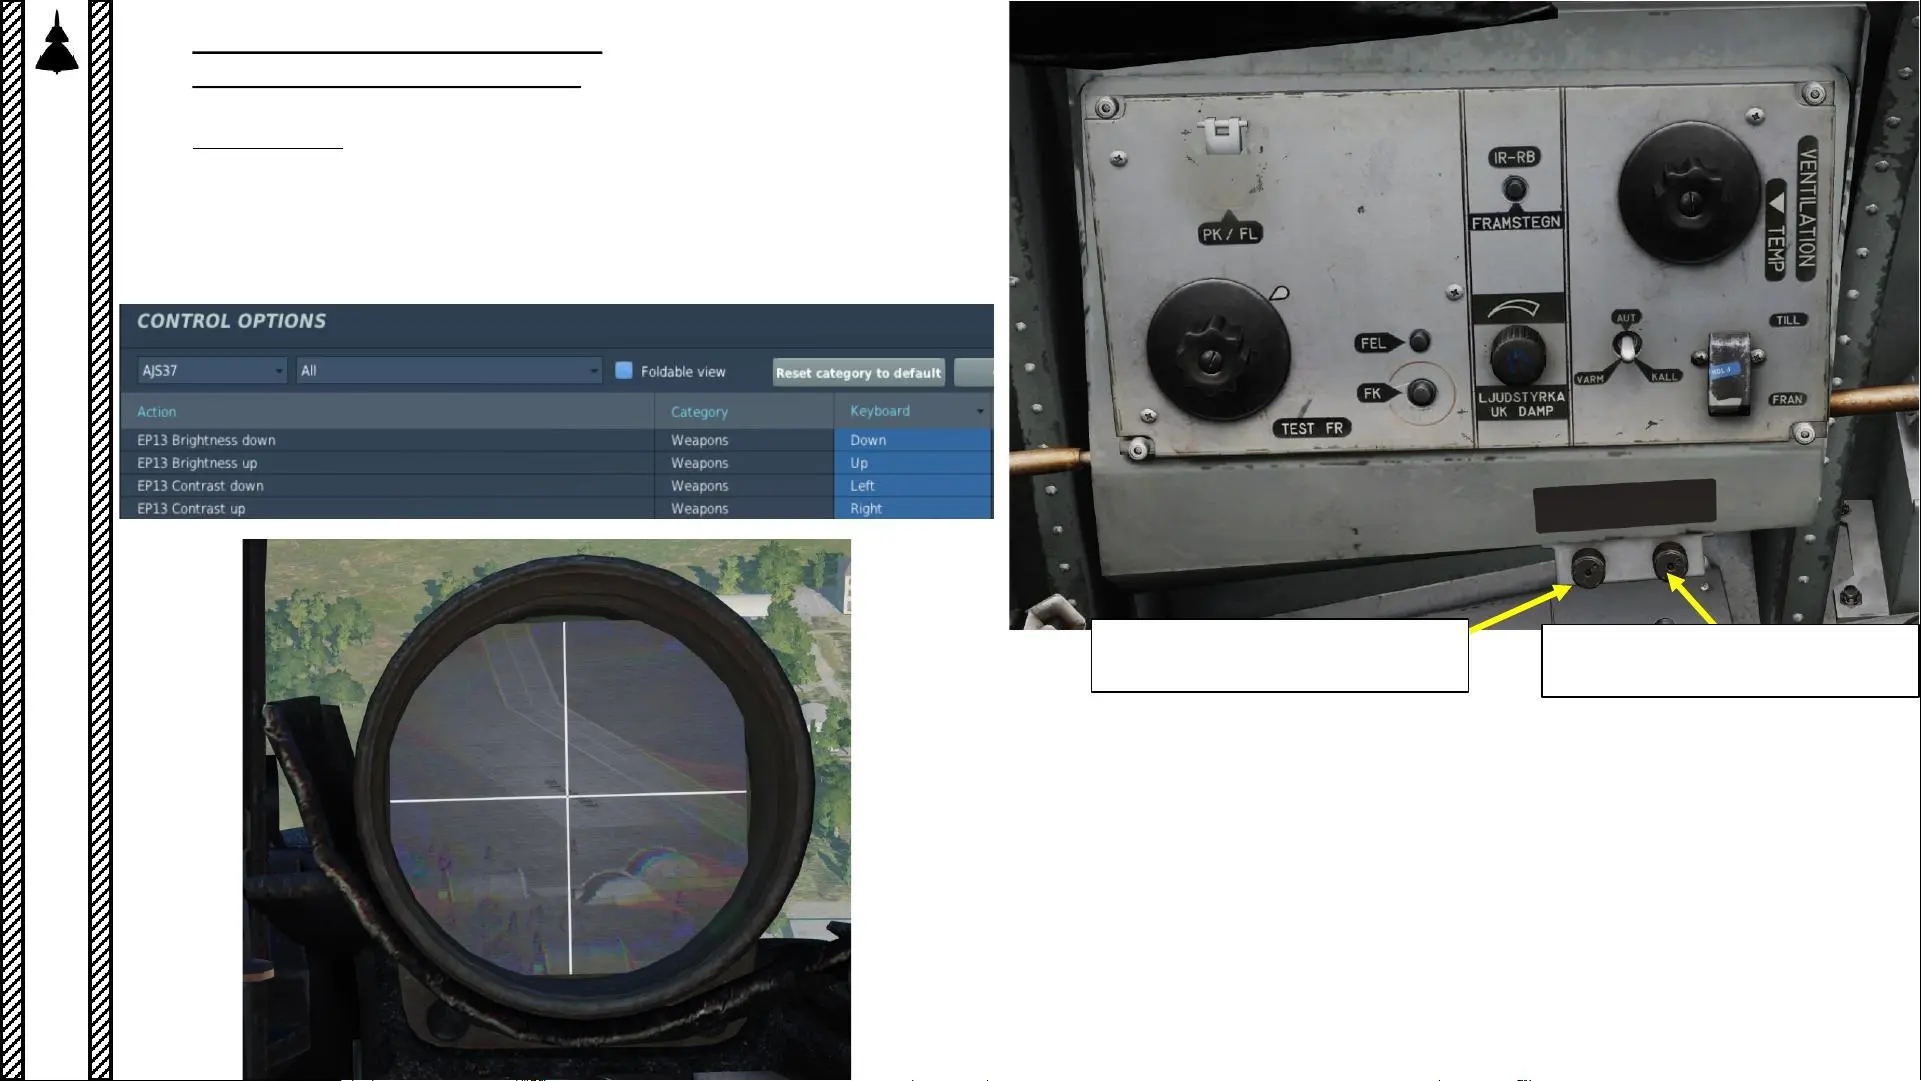 CONTROL OPTIONS
AJS37
All
Foldable view
Reset category to default
Action Category Keyboard
EP13 Brightness down Weapons Down
EP13 Brightness up Weapons Up
EP13 Contrast down Weapons Left
EP13 Contrast up Weapons Right
PK / FL
FEL
FK
TEST FR
IR-RB
FRAMSTEGN
LJUDSTYRKA
UK DAMP
VENTILATION
TEMP
AUT
VARM
KALL
TILL
FRAN